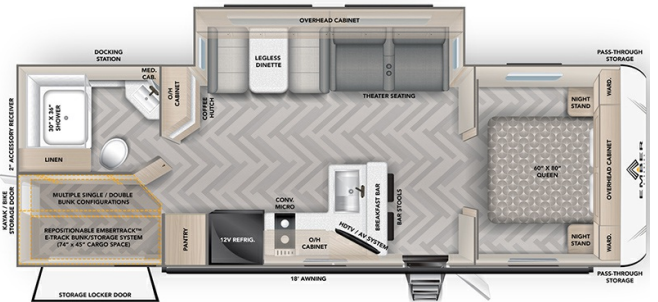 OVERHEAD CABINET
DOCKING
STATION
PASS-THROUGH
STORAGE
MED.
CAB.
LEGLESS
DINETTE
THEATER SEATING
O/H
CABINET
COFFEE
HUTCH
2" ACCESSORY RECEIVER
30" X 36"
SHOWER
LINEN
WARD.
NIGHT
STAND
60" X 80"
QUEEN
OVERHEAD CABINET
EMBER
NIGHT
STAND
WARD.
KAYAK/BIKE
STORAGE DOOR
MULTIPLE SINGLE / DOUBLE
BUNK CONFIGURATIONS
REPOSITIONABLE EMBERTRACK™
E-TRACK BUNK/STORAGE SYSTEM
(74" x 45" CARGO SPACE)
PANTRY
12V REFRIG.
CONV.
MICRO
O/H
CABINET
HDTV / AV SYSTEM
BREAKFAST BAR
BAR STOOLS
18' AWNING
PASS-THROUGH
STORAGE
STORAGE LOCKER DOOR